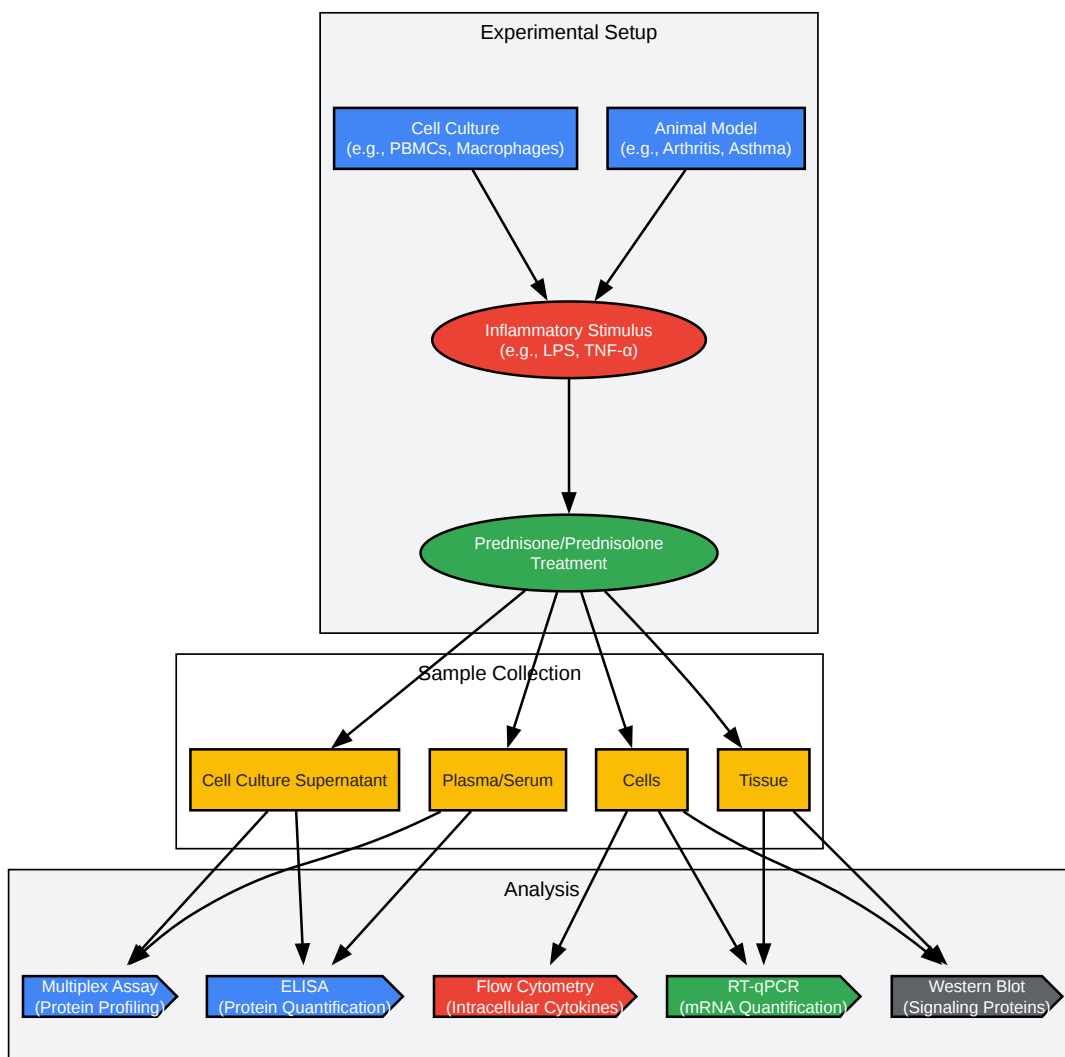 Experimental Setup
Cell Culture
(e.g., PBMCs, Macrophages)
Animal Model
(e.g., Arthritis, Asthma)
Inflammatory Stimulus
(e.g., LPS, TNF-α)
Prednisone/Prednisolone
Treatment
Sample Collection
Cell Culture Supernatant
Plasma/Serum
Cells
Tissue
Analysis
Multiplex Assay
(Protein Profiling)
ELISA
(Protein Quantification)
Flow Cytometry
(Intracellular Cytokines)
RT-qPCR
(mRNA Quantification)
Western Blot
(Signaling Proteins)